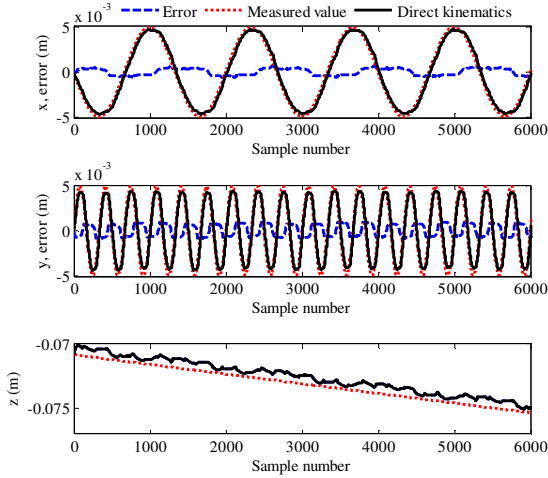 Error Measured value Direct kinematics
x 10⁻³
5
0
-5
x, error (m)
0 1000 2000 3000 4000 5000 6000
Sample number
x 10⁻³
5
0
-5
y, error (m)
0 1000 2000 3000 4000 5000 6000
Sample number
-0.07
-0.075
z (m)
0 1000 2000 3000 4000 5000 6000
Sample number